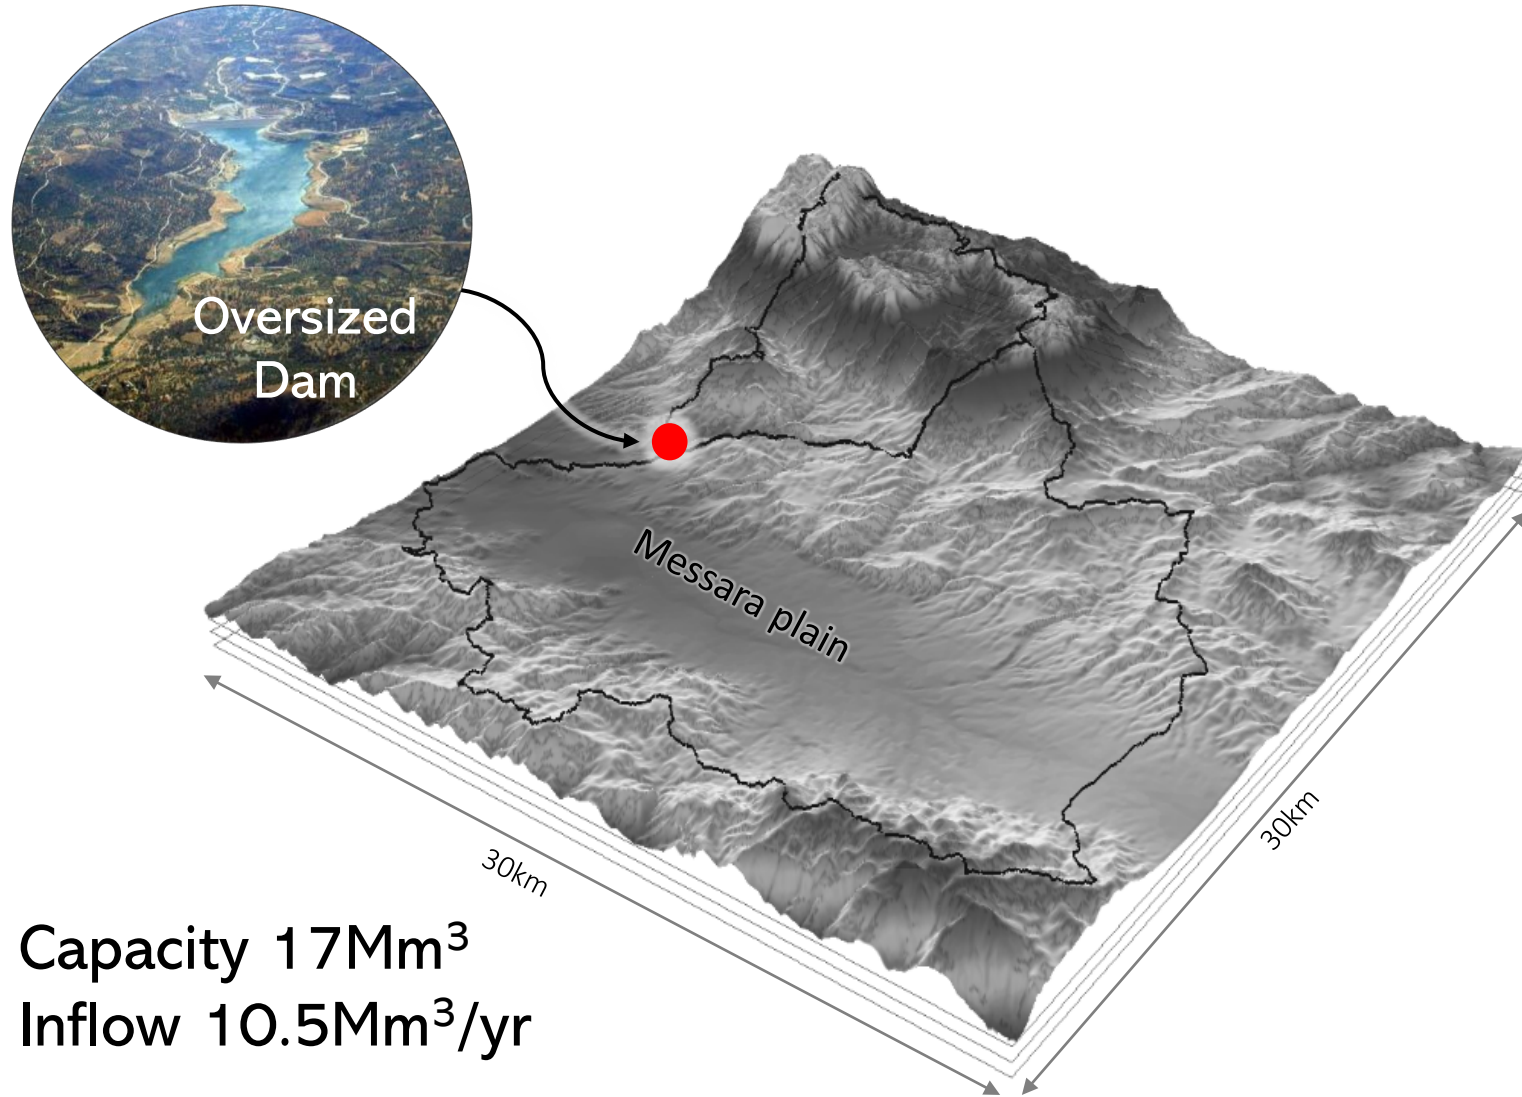 Oversized
Dam
Messara plain
30km
30km
Capacity 17Mm³
Inflow 10.5Mm³/yr